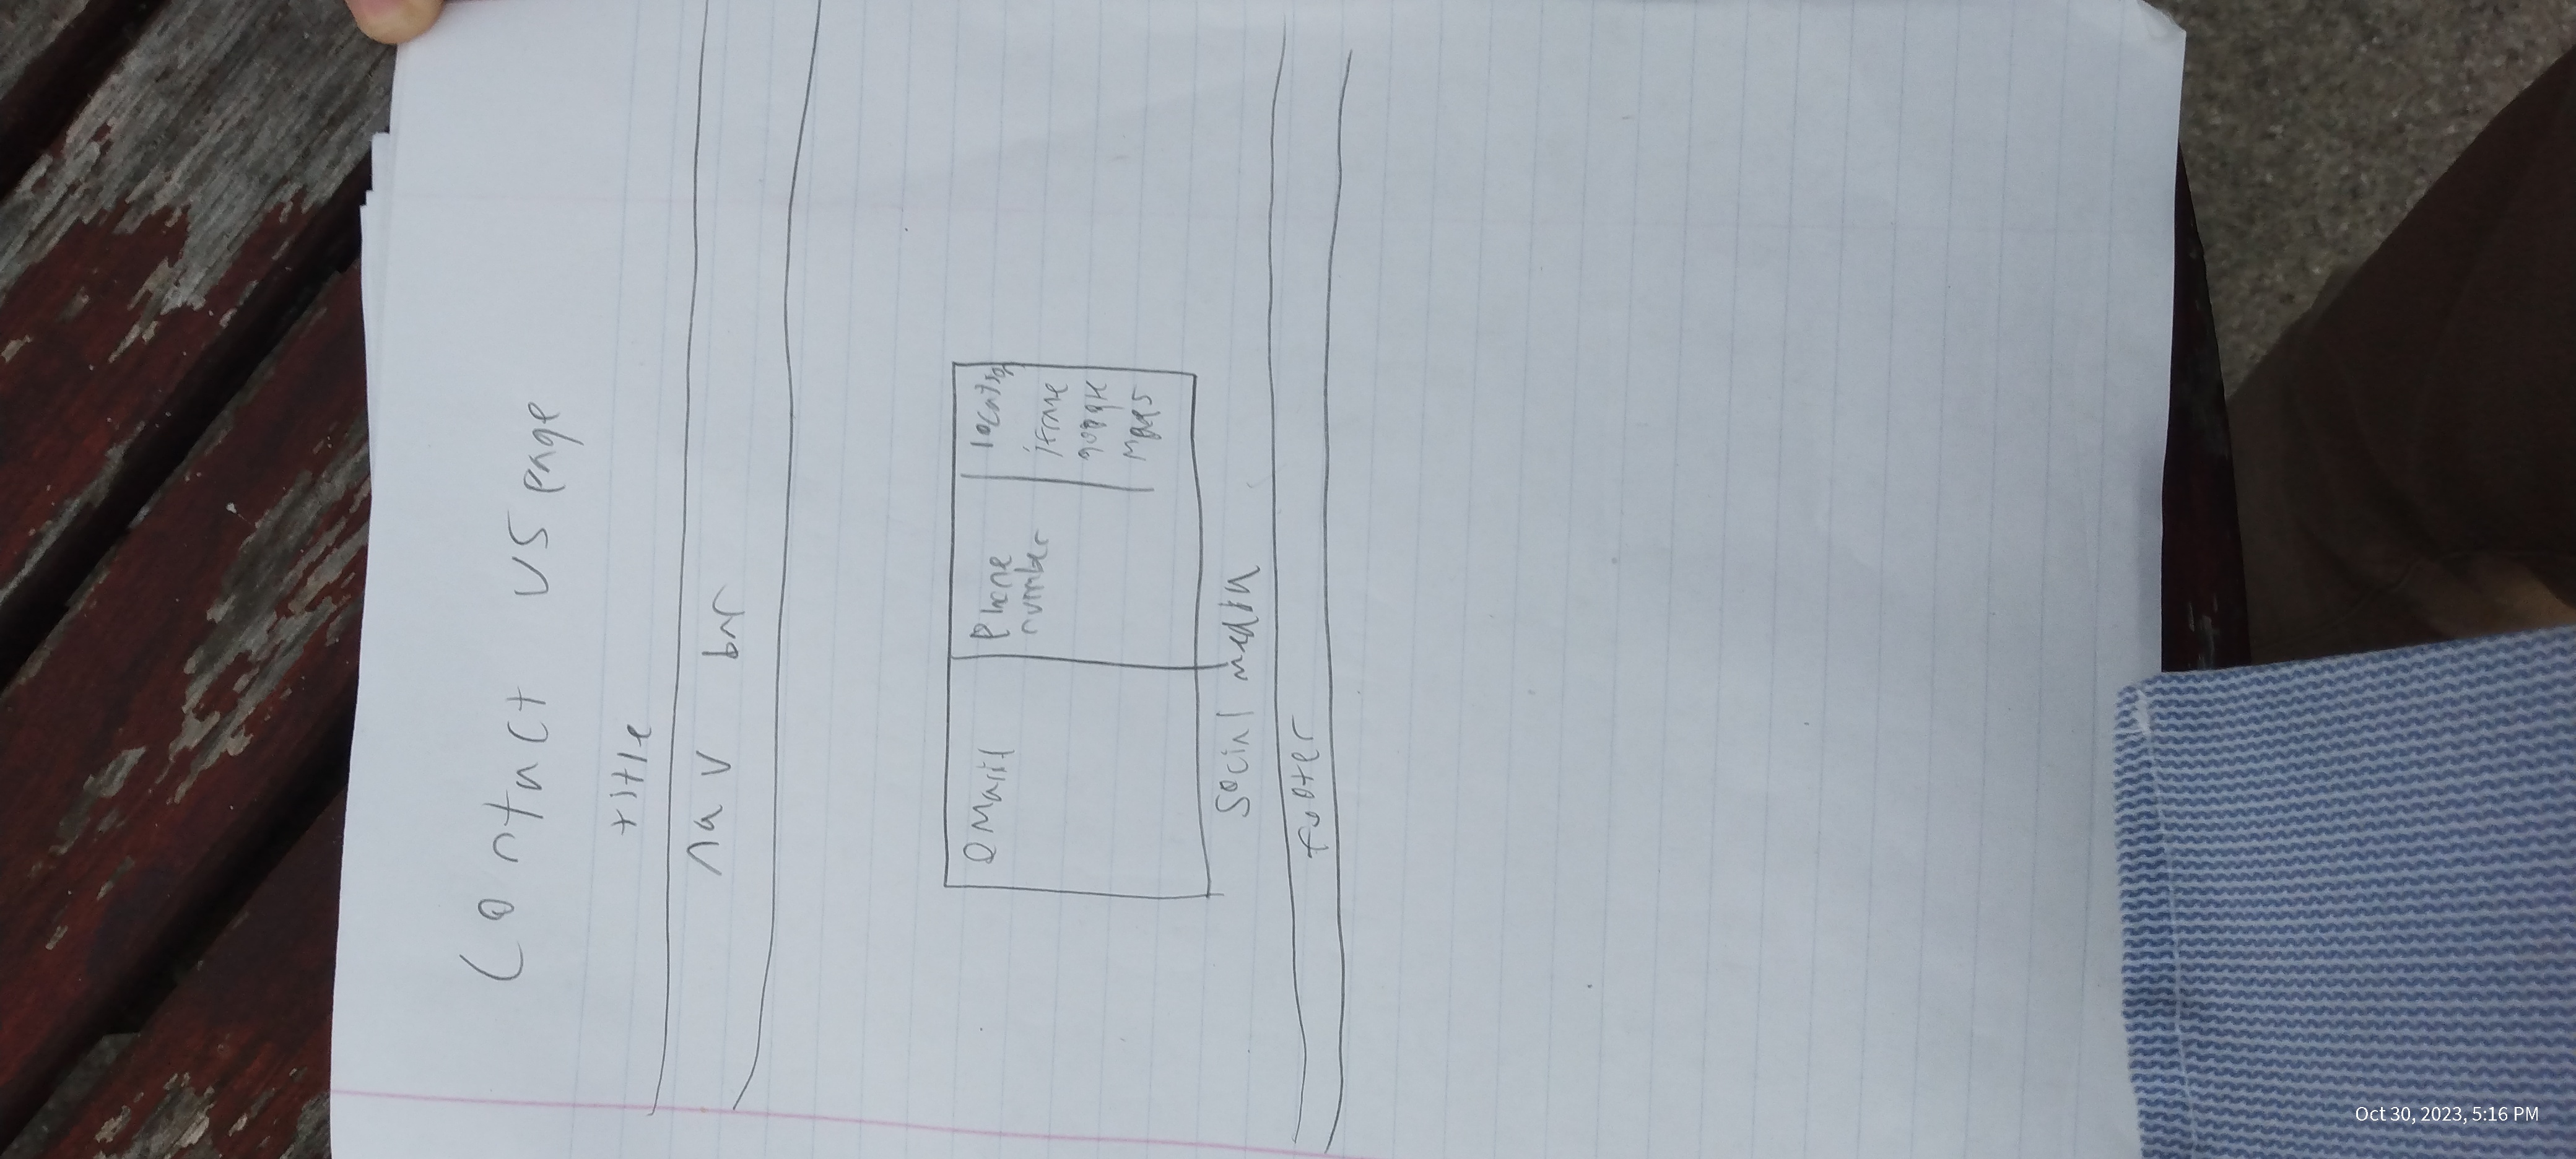 Contact us page
title
nav bar
email
Phone
number
location
iframe
google
maps
social media
footer
Oct 30, 2023, 5:16 PM